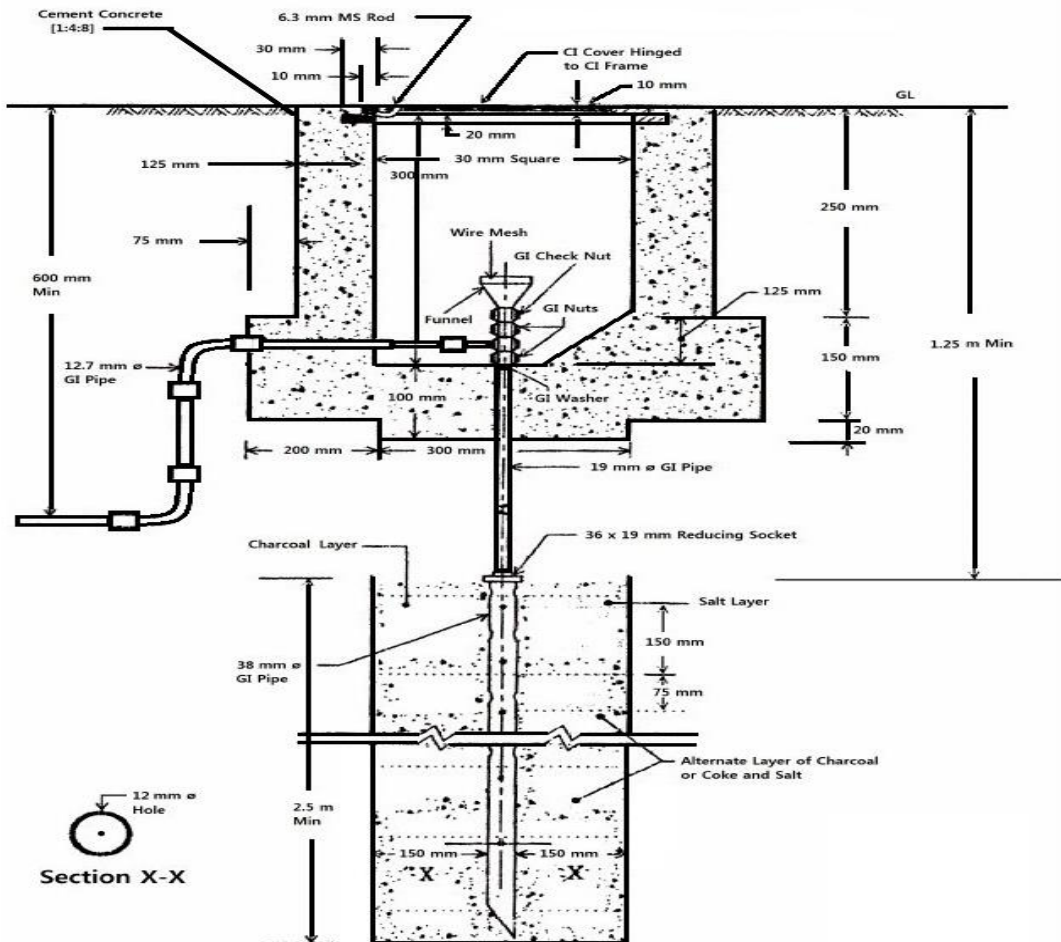 Cement Concrete
[1:4:8]
6.3 mm MS Rod
30 mm
10 mm
CI Cover Hinged
to CI Frame
10 mm
GL
20 mm
125 mm
30 mm Square
300 mm
250 mm
75 mm
Wire Mesh
GI Check Nut
600 mm
Min
Funnel
GI Nuts
125 mm
12.7 mm ø
GI Pipe
150 mm
1.25 m Min
GI Washer
100 mm
20 mm
200 mm
300 mm
19 mm ø GI Pipe
Charcoal Layer
36 x 19 mm Reducing Socket
Salt Layer
150 mm
38 mm ø
GI Pipe
75 mm
Alternate Layer of Charcoal
or Coke and Salt
12 mm ø
Hole
2.5 m
Min
150 mm
150 mm
X
X
Section X-X